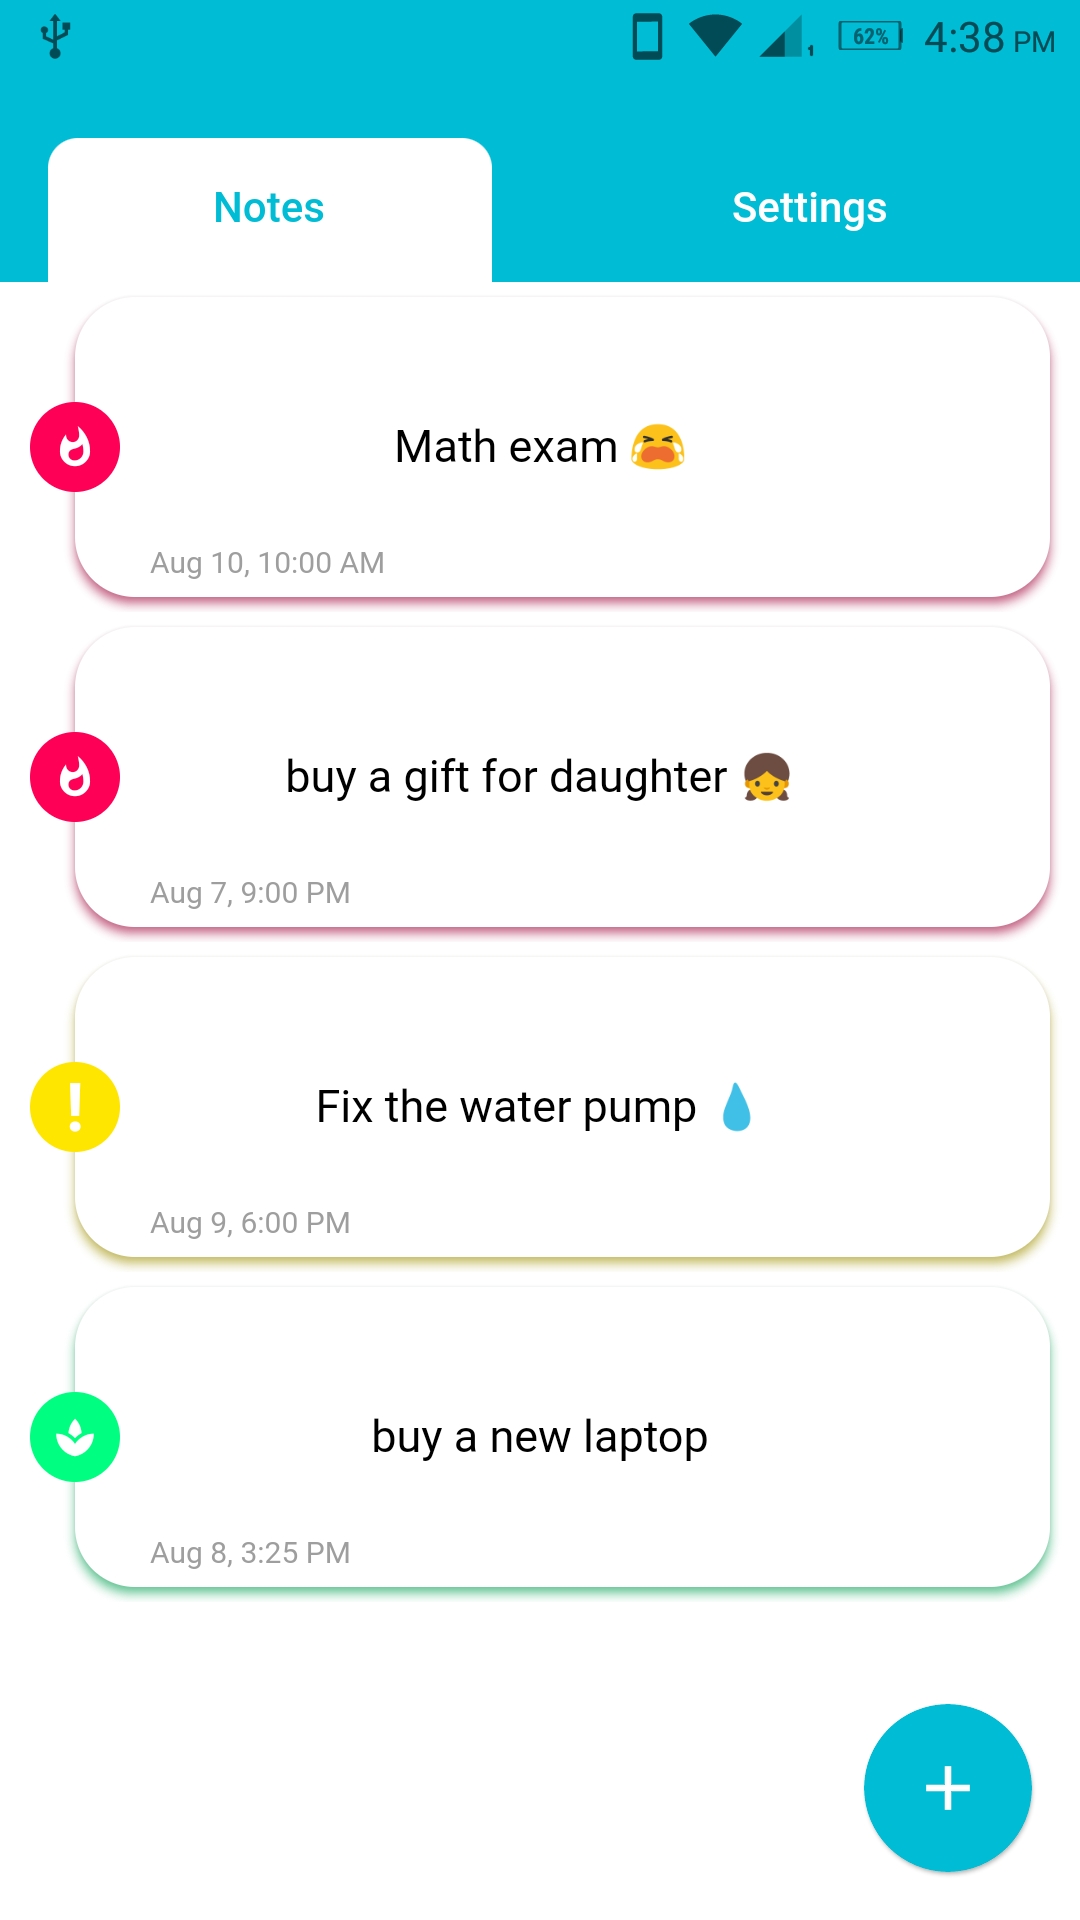 62% 4:38 PM
Notes Settings
Math exam 😭
Aug 10, 10:00 AM
buy a gift for daughter 👧
Aug 7, 9:00 PM
Fix the water pump 💧
Aug 9, 6:00 PM
buy a new laptop
Aug 8, 3:25 PM